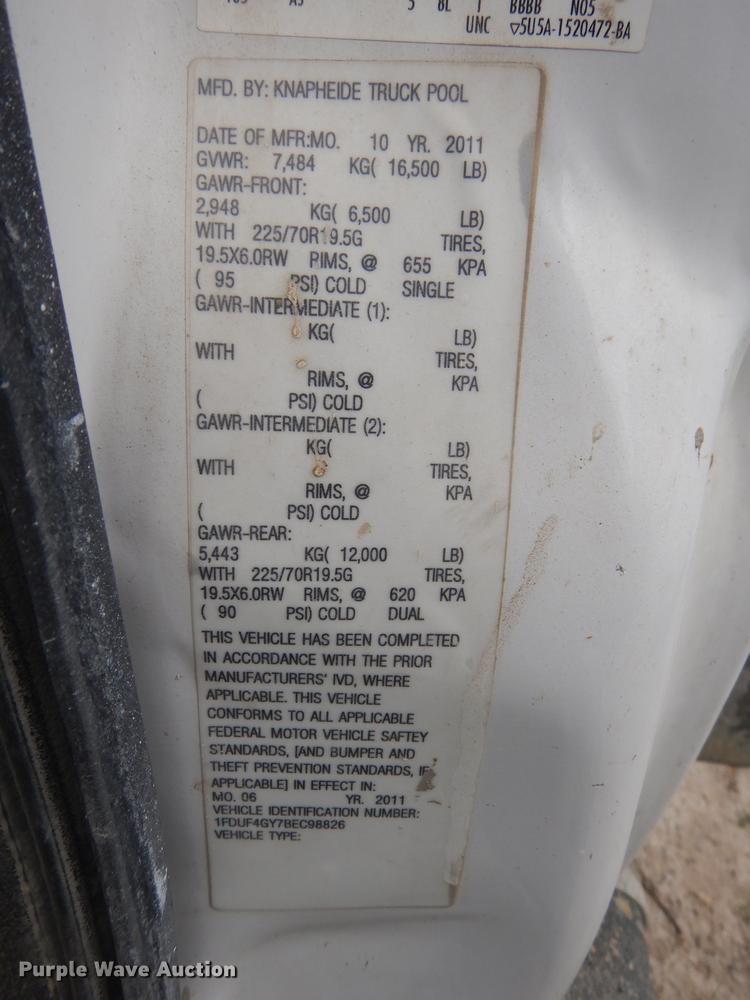 5 BL 1 BBBB N05
UNC ▽5U5A-1520472-BA
MFD. BY: KNAPHEIDE TRUCK POOL
DATE OF MFR:MO. 10 YR. 2011
GVWR: 7,484 KG( 16,500 LB)
GAWR-FRONT:
2,948 KG( 6,500 LB)
WITH 225/70R19.5G TIRES,
19.5X6.0RW RIMS, @ 655 KPA
( 95 PSI) COLD SINGLE
GAWR-INTERMEDIATE (1):
KG( LB)
WITH TIRES,
RIMS, @ KPA
( PSI) COLD
GAWR-INTERMEDIATE (2):
KG( LB)
WITH TIRES,
RIMS, @ KPA
( PSI) COLD
GAWR-REAR:
5,443 KG( 12,000 LB)
WITH 225/70R19.5G TIRES,
19.5X6.0RW RIMS, @ 620 KPA
( 90 PSI) COLD DUAL
THIS VEHICLE HAS BEEN COMPLETED
IN ACCORDANCE WITH THE PRIOR
MANUFACTURERS' IVD, WHERE
APPLICABLE. THIS VEHICLE
CONFORMS TO ALL APPLICABLE
FEDERAL MOTOR VEHICLE SAFTEY
STANDARDS, [AND BUMPER AND
THEFT PREVENTION STANDARDS, IF
APPLICABLE] IN EFFECT IN:
MO. 06 YR. 2011
VEHICLE IDENTIFICATION NUMBER:
1FDUF4GY7BEC98826
VEHICLE TYPE:
Purple Wave Auction